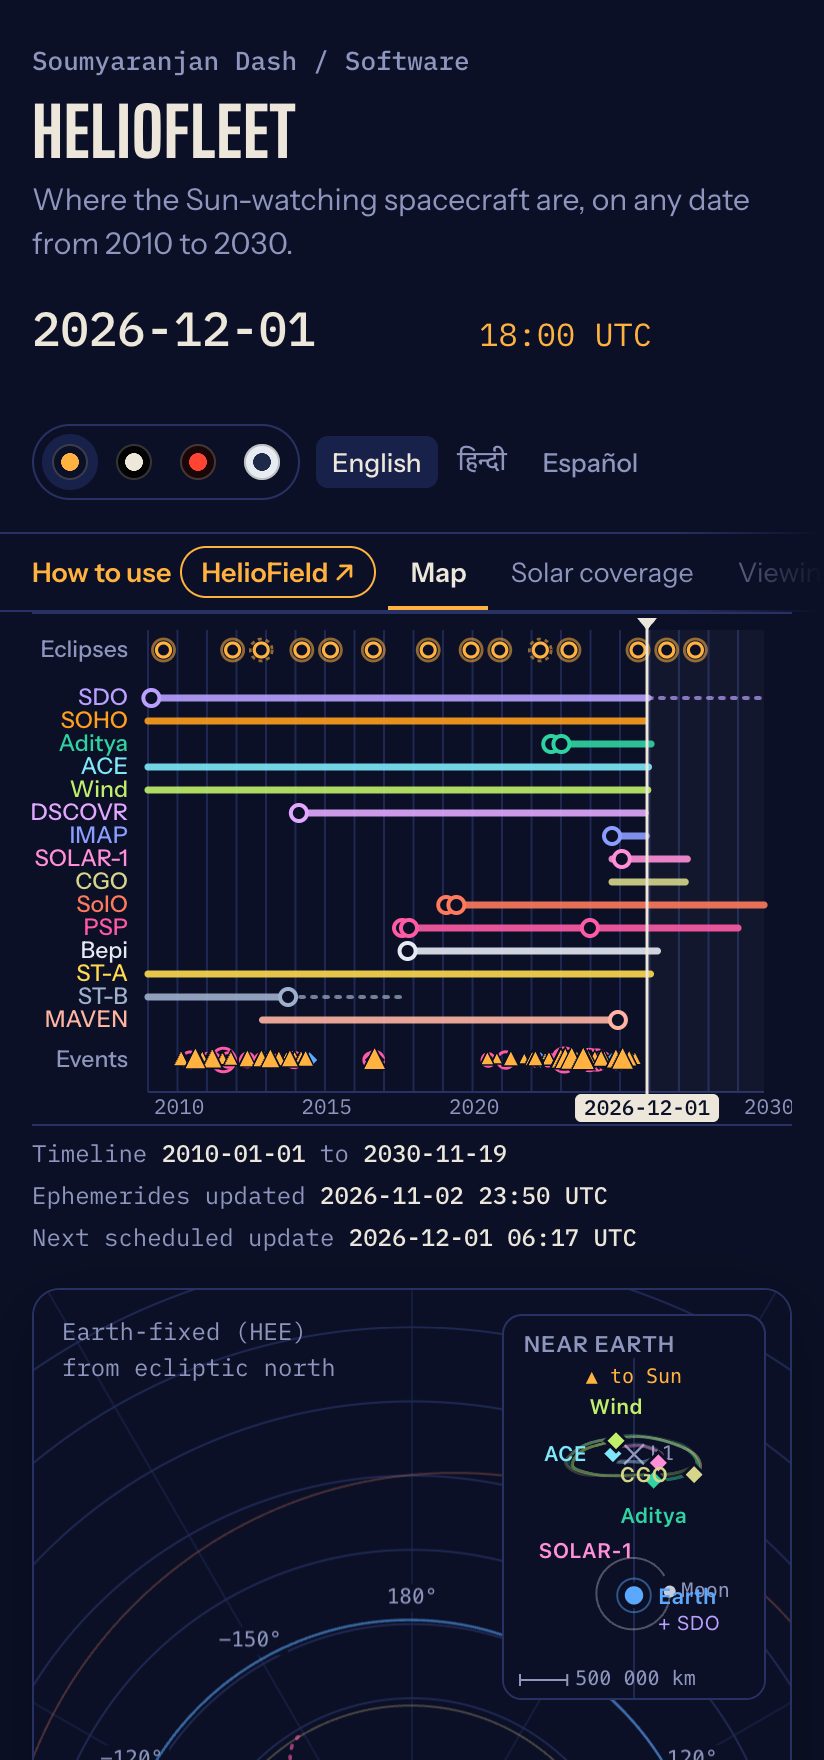 Soumyaranjan Dash / Software
HELIOFLEET
Where the Sun-watching spacecraft are, on any date
from 2010 to 2030.
2026-12-01 18:00 UTC
English हिन्दी Español
How to use HelioField ↗ Map Solar coverage
Eclipses
SDO
SOHO
Aditya
ACE
Wind
DSCOVR
IMAP
SOLAR-1
CGO
SolO
PSP
Bepi
ST-A
ST-B
MAVEN
Events
2010 2015 2020 2026-12-01 2030
Timeline 2010-01-01 to 2030-11-19
Ephemerides updated 2026-11-02 23:50 UTC
Next scheduled update 2026-12-01 06:17 UTC
Earth-fixed (HEE)
from ecliptic north
NEAR EARTH
▲ to Sun
Wind
ACE
CGO
Aditya
SOLAR-1
Moon
Earth
+ SDO
500 000 km
180°
−150°
−120° 120°